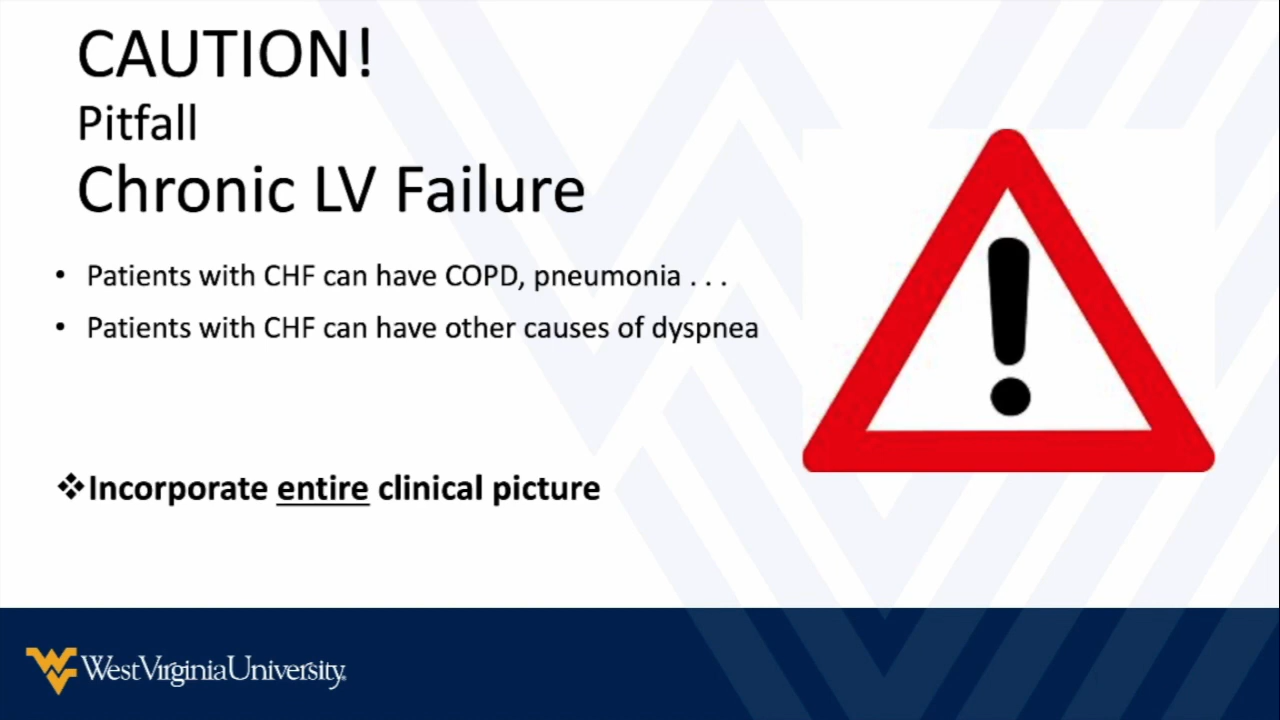 CAUTION!
Pitfall
Chronic LV Failure
• Patients with CHF can have COPD, pneumonia . . .
• Patients with CHF can have other causes of dyspnea
❖Incorporate entire clinical picture
WestVirginiaUniversity.